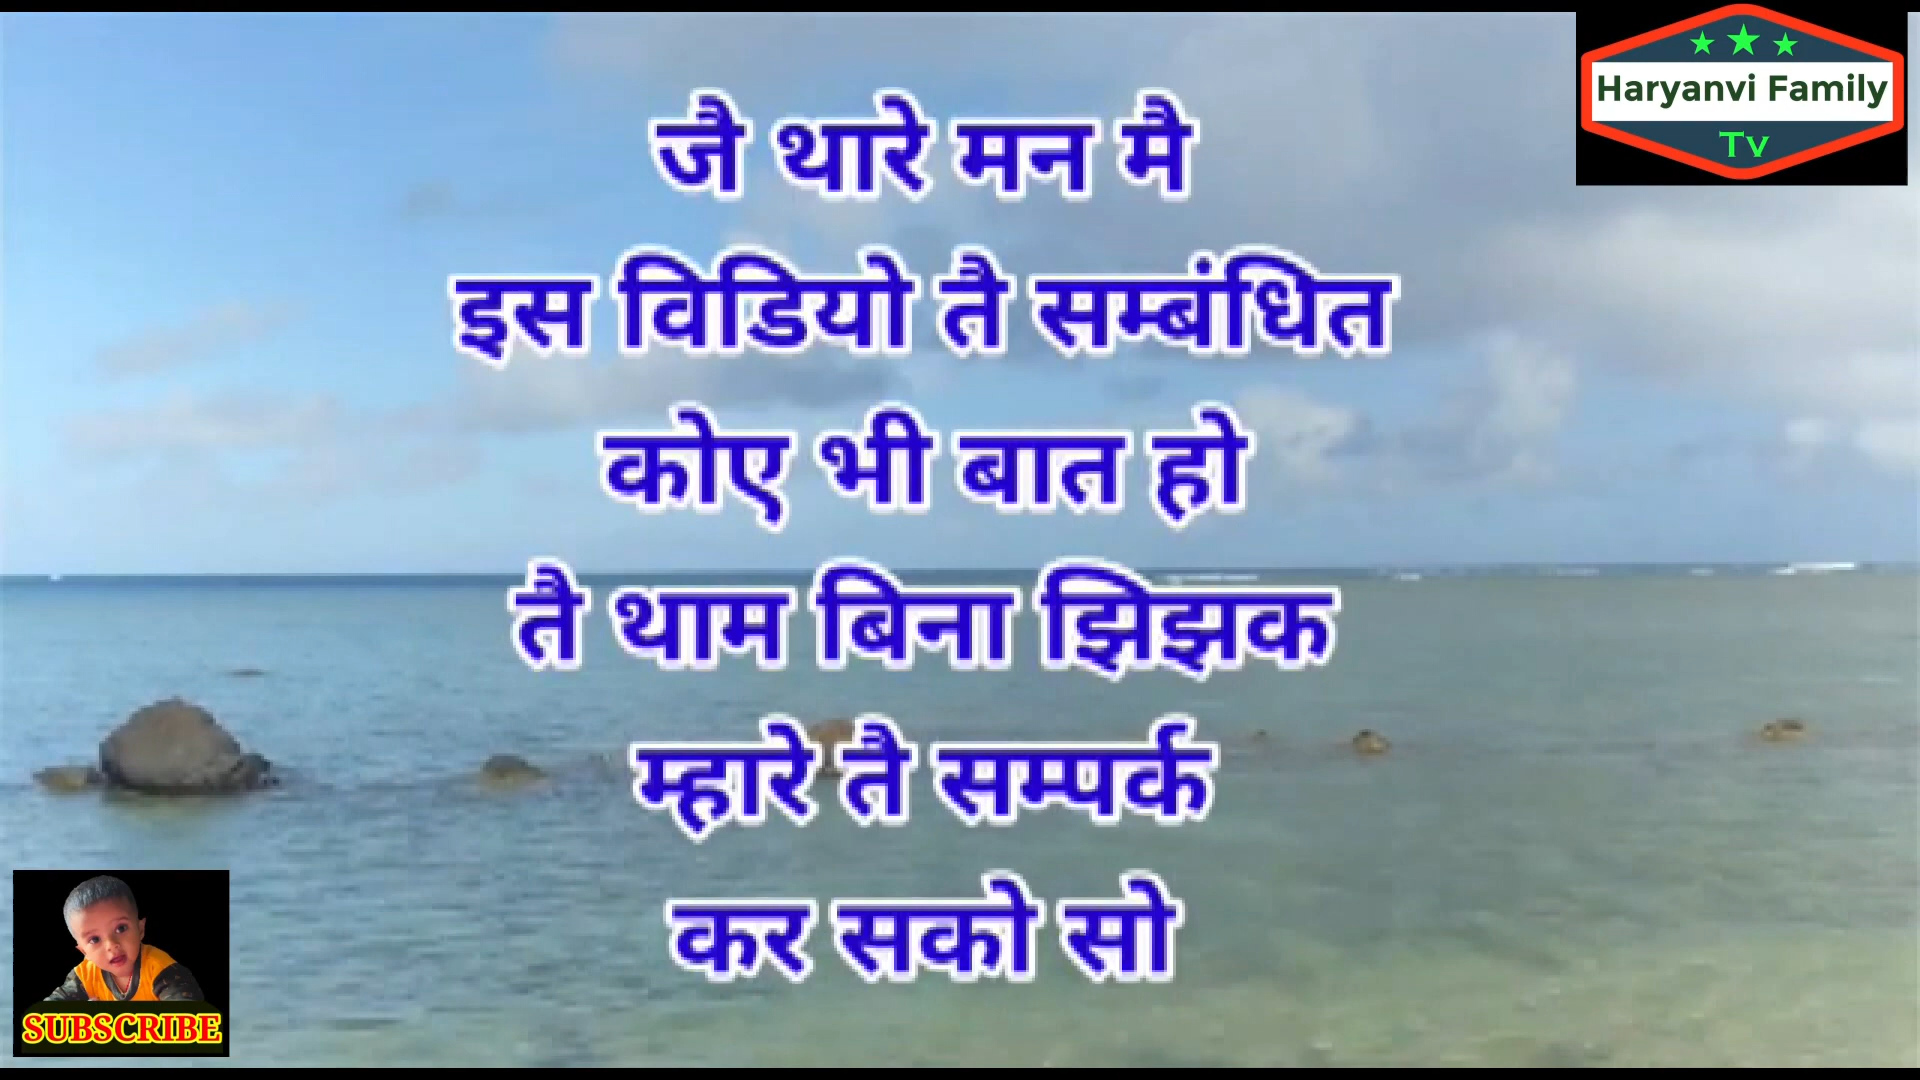 Haryanvi Family
Tv
जै थारे मन मै
इस विडियो तै सम्बंधित
कोए भी बात हो
तै थाम बिना झिझक
म्हारे तै सम्पर्क
कर सको सो
SUBSCRIBE